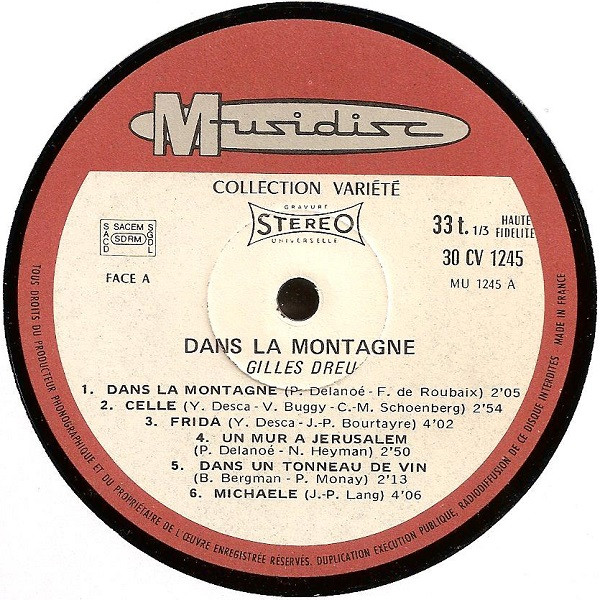 Musidisc
COLLECTION VARIÉTÉ
GRAVURE
STEREO
UNIVERSELLE
SACD SACEM SDRM SGDL
FACE A
33 t. 1/3 HAUTE FIDELITE
30 CV 1245
MU 1245 A
DANS LA MONTAGNE
GILLES DREU
1. DANS LA MONTAGNE (P. Delanoé - F. de Roubaix) 2'05
2. CELLE (Y. Desca - V. Buggy - C.-M. Schoenberg) 2'54
3. FRIDA (Y. Desca - J.-P. Bourtayre) 4'02
4. UN MUR A JERUSALEM
(P. Delanoé - N. Heyman) 2'50
5. DANS UN TONNEAU DE VIN
(B. Bergman - P. Monay) 2'13
6. MICHAELE (J.-P. Lang) 4'06
TOUS DROITS DU PRODUCTEUR PHONOGRAPHIQUE ET DU PROPRIÉTAIRE DE L'ŒUVRE ENREGISTRÉE RÉSERVÉS. DUPLICATION EXÉCUTION PUBLIQUE, RADIODIFFUSION DE CE DISQUE INTERDITES MADE IN FRANCE